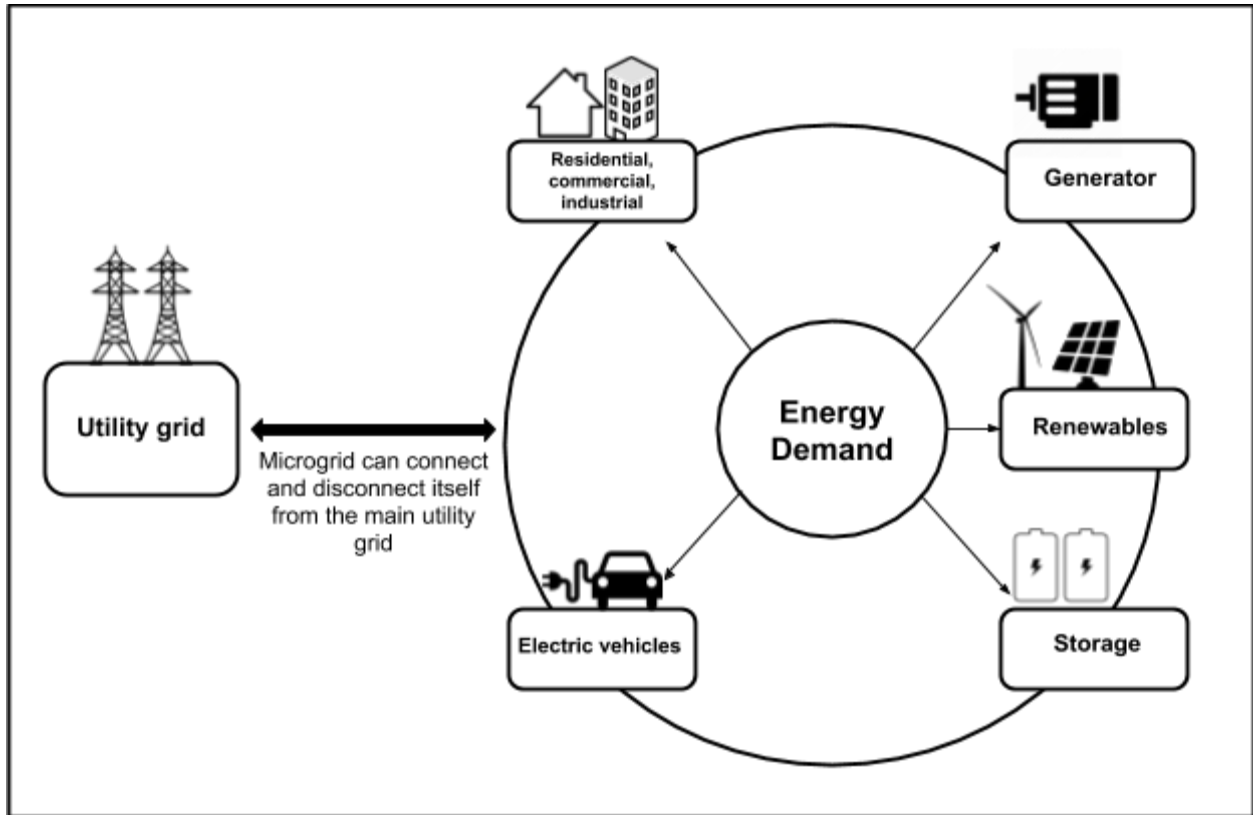 Residential,
commercial,
industrial
Generator
Utility grid
Microgrid can connect
and disconnect itself
from the main utility
grid
Energy
Demand
Renewables
Electric vehicles
Storage